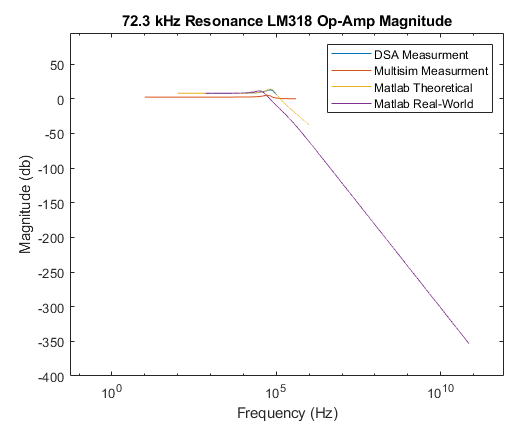 72.3 kHz Resonance LM318 Op-Amp Magnitude
DSA Measurment
Multisim Measurment
Matlab Theoretical
Matlab Real-World
50
0
-50
-100
-150
-200
-250
-300
-350
-400
Magnitude (db)
10^0
10^5
10^10
Frequency (Hz)